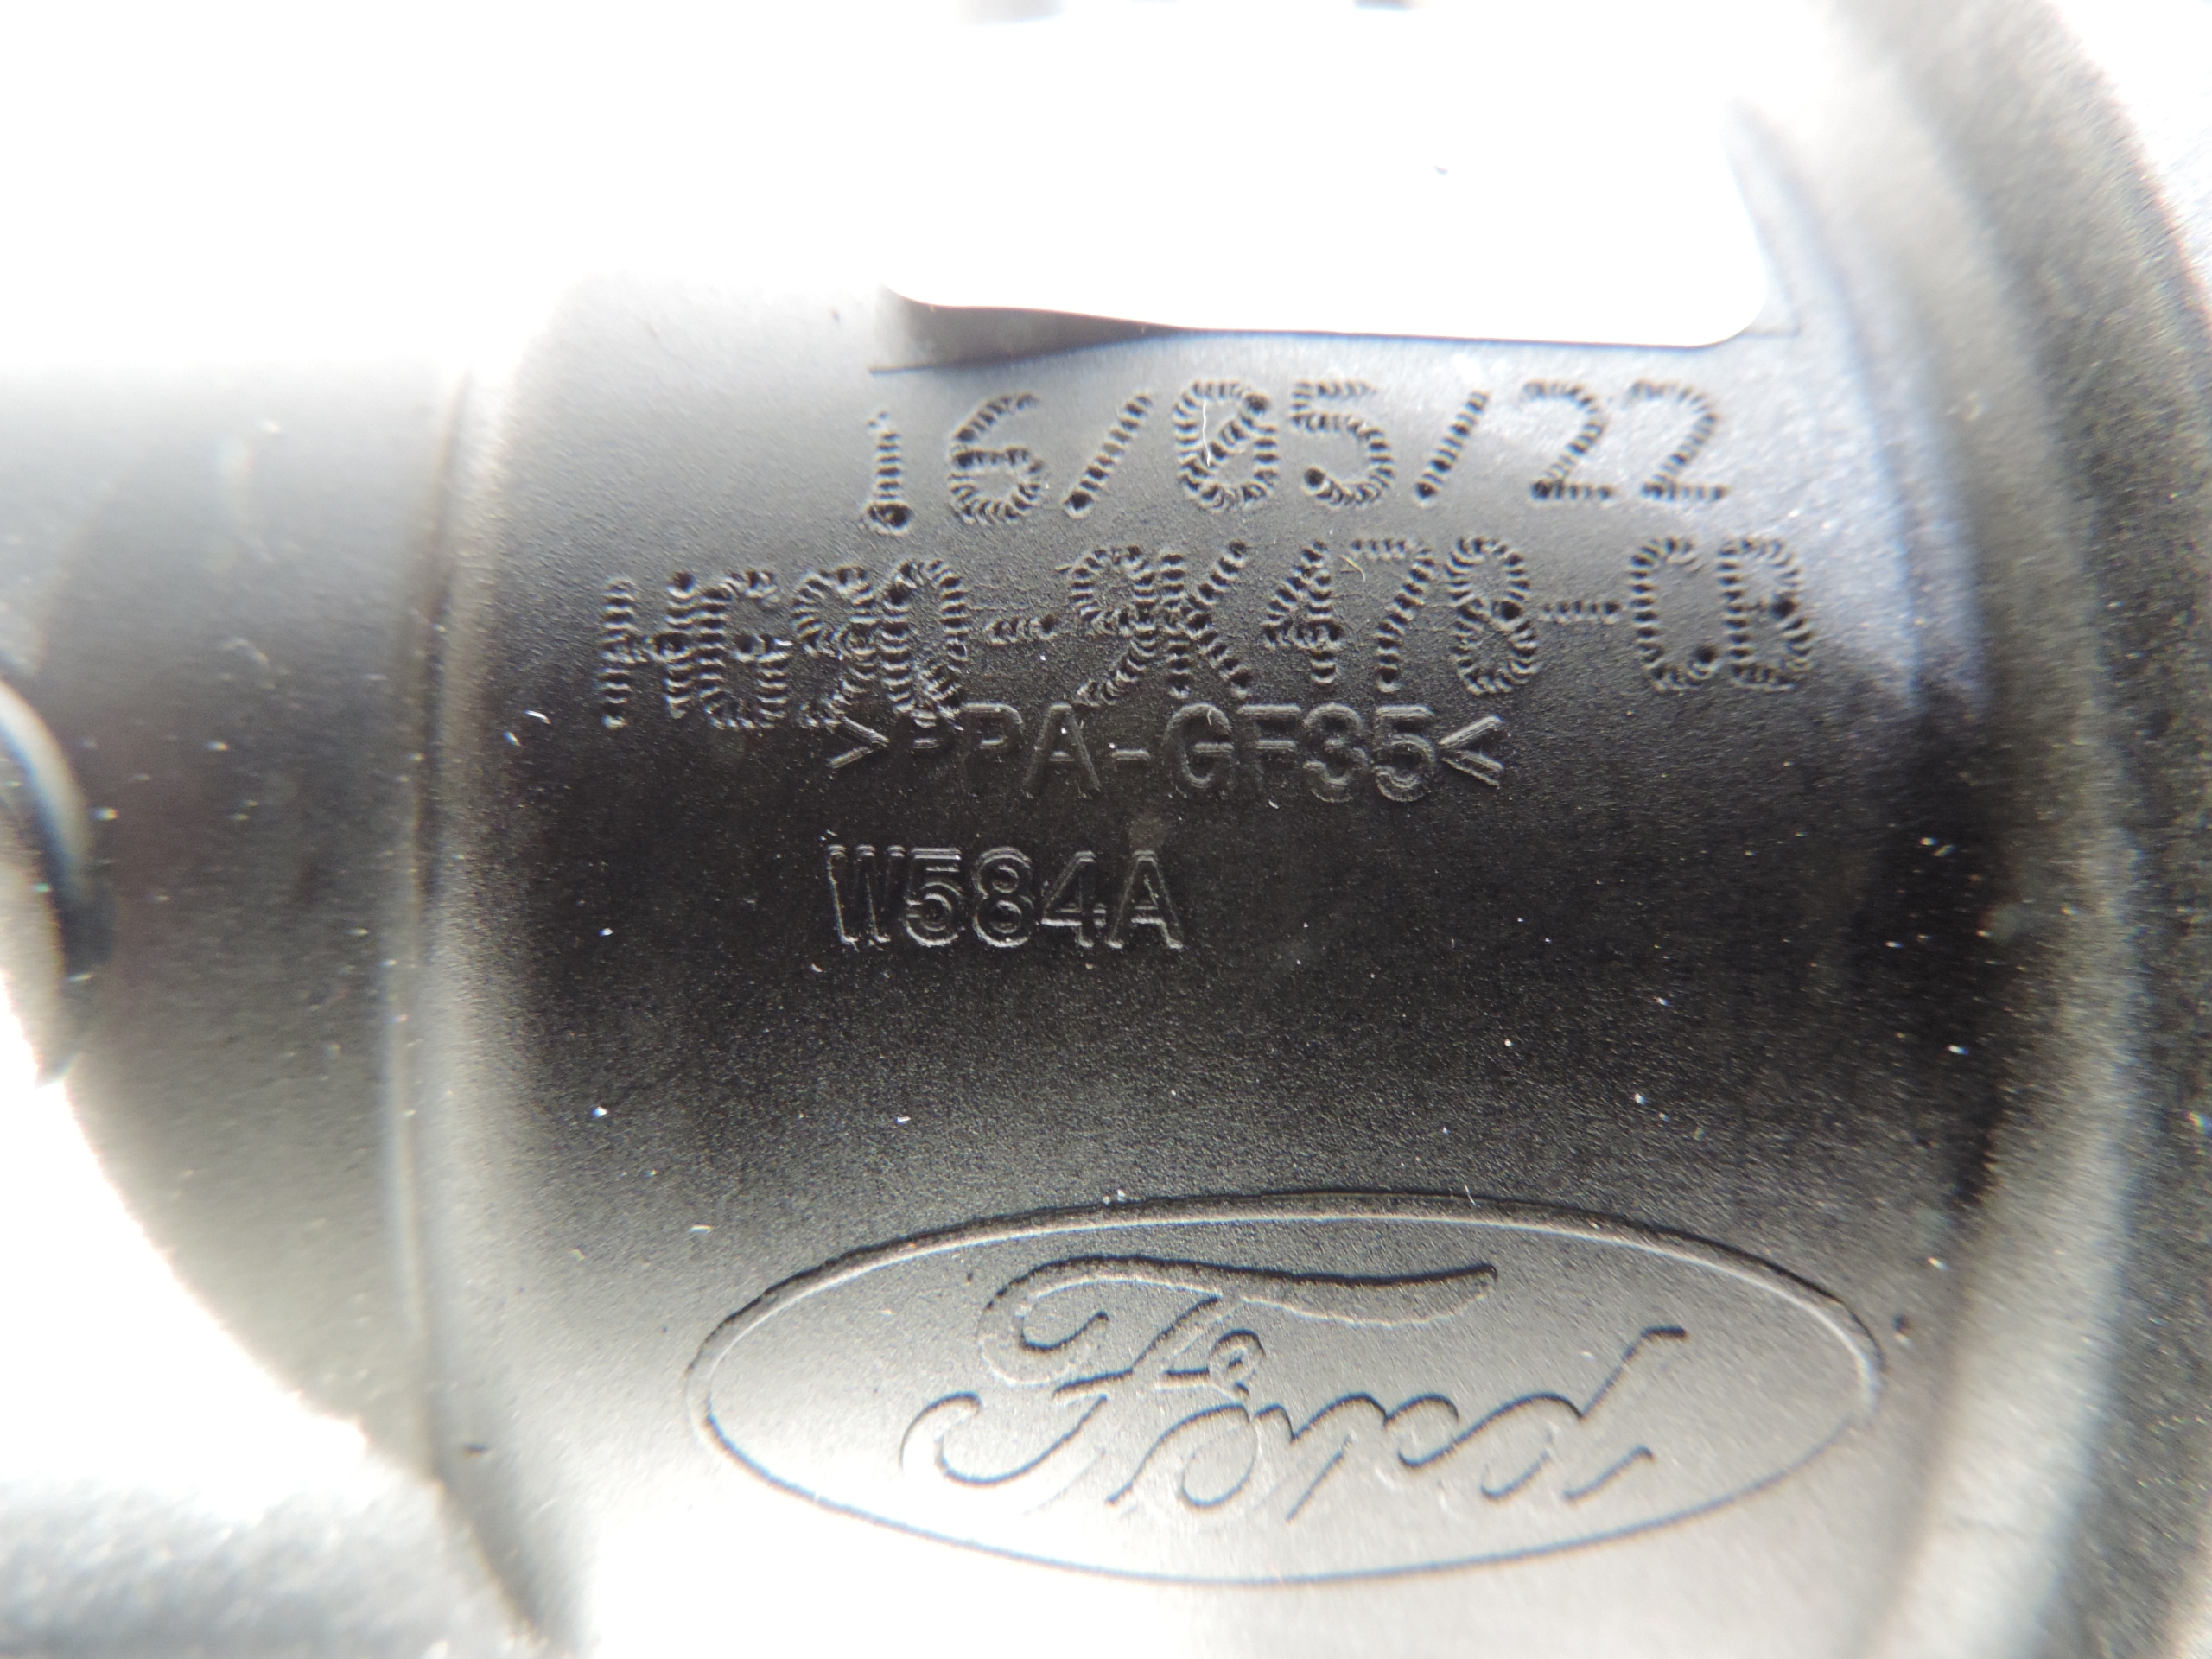 16/05/22
HG9Q-9K478-CB
>PPA-GF35<
W584A
Ford